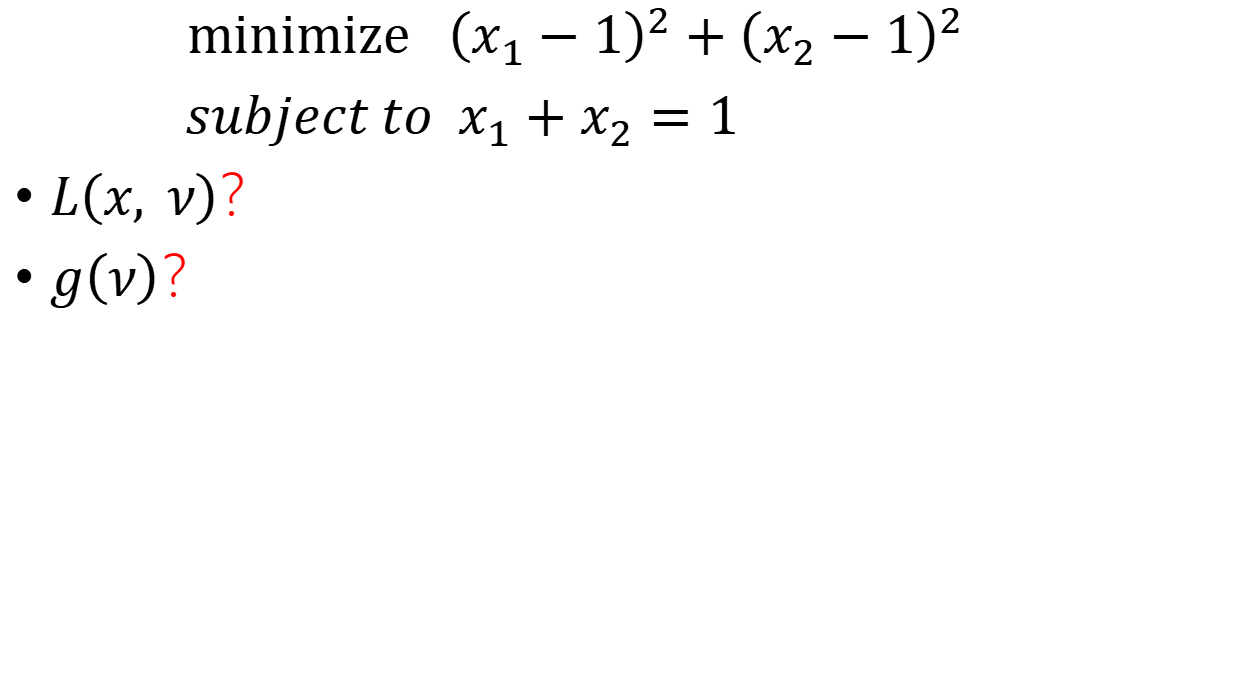 minimize (x₁ − 1)² + (x₂ − 1)²
subject to x₁ + x₂ = 1
• L(x, ν)?
• g(ν)?